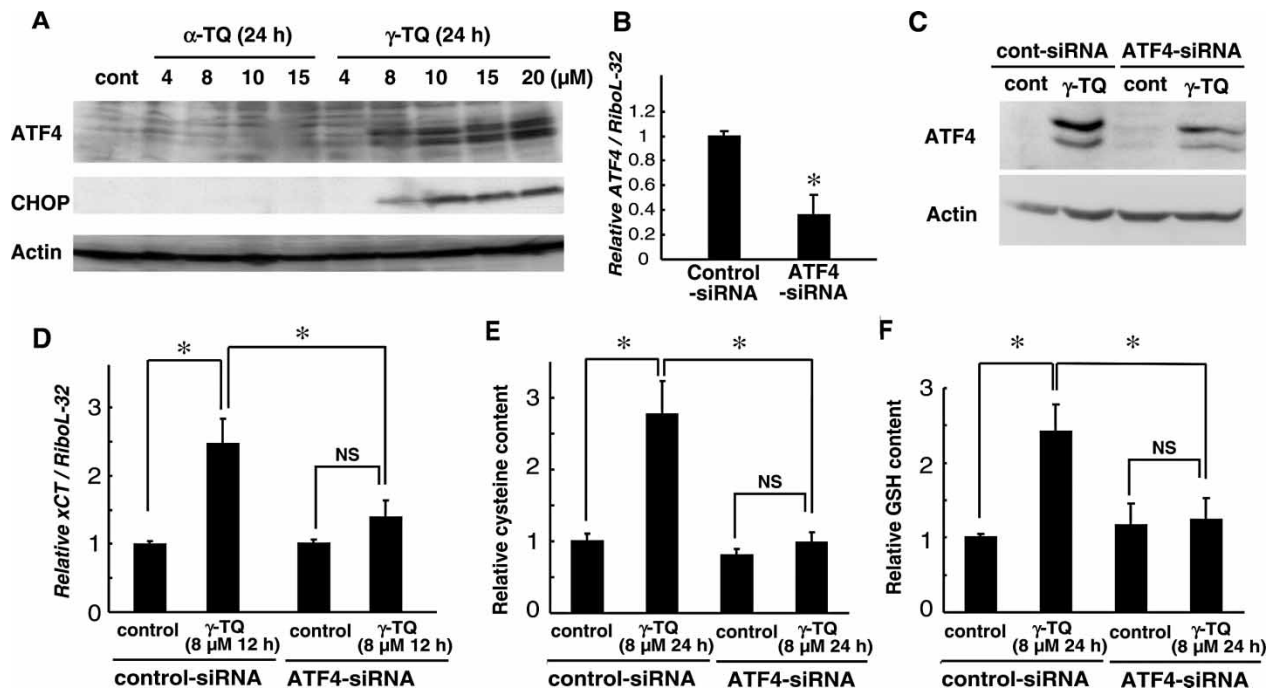 A
α-TQ (24 h) γ-TQ (24 h)
cont 4 8 10 15 4 8 10 15 20 (μM)
ATF4
CHOP
Actin
B
Relative ATF4 / RiboL-32
1.2
1
0.8
0.6
0.4
0.2
0
*
Control
-siRNA
ATF4
-siRNA
C
cont-siRNA ATF4-siRNA
cont γ-TQ cont γ-TQ
ATF4
Actin
D
Relative xCT / RiboL-32
3
2
1
0
* *
NS
control γ-TQ
(8 μM 12 h)
control γ-TQ
(8 μM 12 h)
control-siRNA ATF4-siRNA
E
Relative cysteine content
3
2
1
0
* *
NS
control γ-TQ
(8 μM 24 h)
control γ-TQ
(8 μM 24 h)
control-siRNA ATF4-siRNA
F
Relative GSH content
3
2
1
0
* *
NS
control γ-TQ
(8 μM 24 h)
control γ-TQ
(8 μM 24 h)
control-siRNA ATF4-siRNA